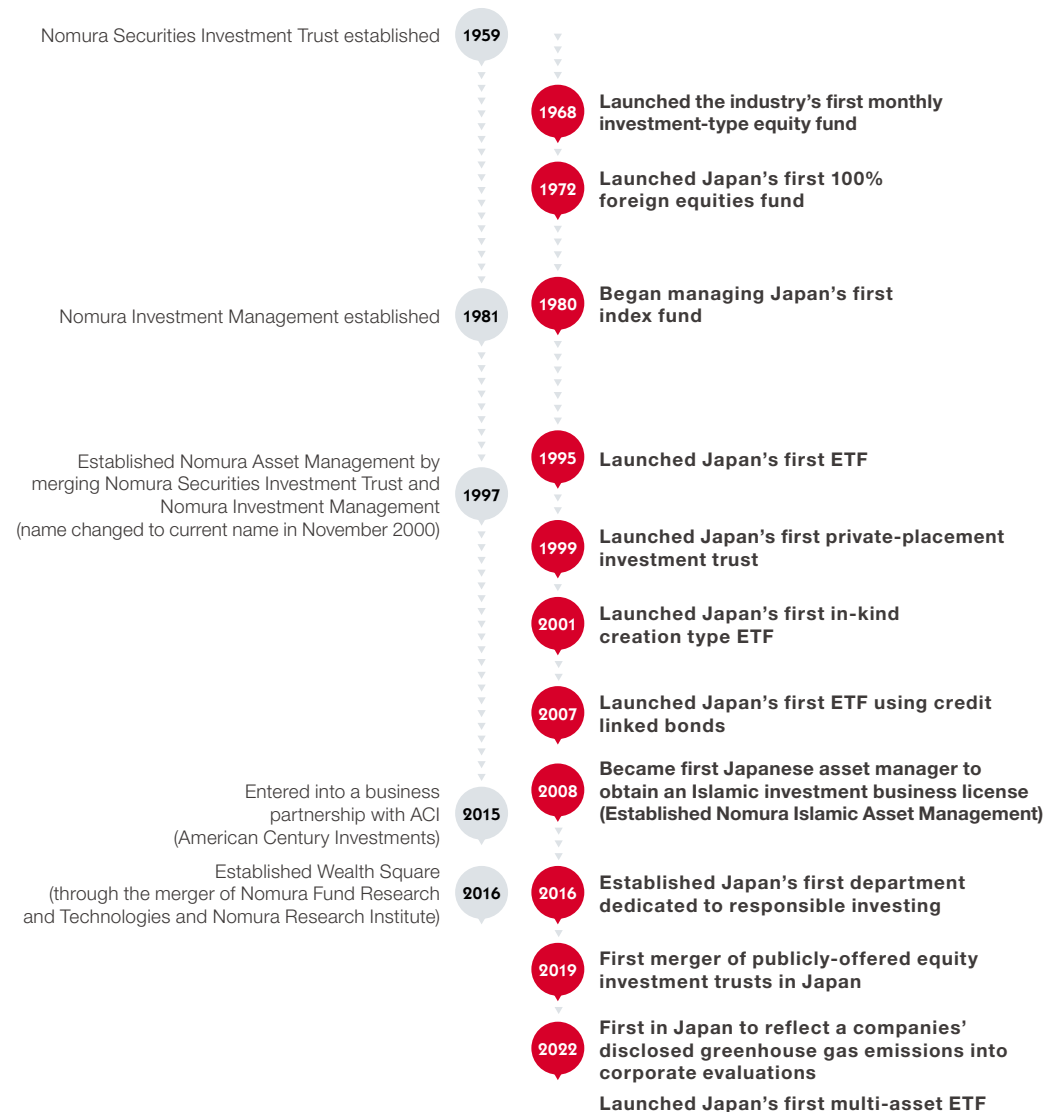 Nomura Securities Investment Trust established
1959
1968
Launched the industry's first monthly
investment-type equity fund
1972
Launched Japan's first 100%
foreign equities fund
Nomura Investment Management established
1981
1980
Began managing Japan's first
index fund
Established Nomura Asset Management by
merging Nomura Securities Investment Trust and
Nomura Investment Management
(name changed to current name in November 2000)
1997
1995
Launched Japan's first ETF
1999
Launched Japan's first private-placement
investment trust
2001
Launched Japan's first in-kind
creation type ETF
2007
Launched Japan's first ETF using credit
linked bonds
2008
Became first Japanese asset manager to
obtain an Islamic investment business license
(Established Nomura Islamic Asset Management)
Entered into a business
partnership with ACI
(American Century Investments)
2015
Established Wealth Square
(through the merger of Nomura Fund Research
and Technologies and Nomura Research Institute)
2016
2016
Established Japan's first department
dedicated to responsible investing
2019
First merger of publicly-offered equity
investment trusts in Japan
2022
First in Japan to reflect a companies'
disclosed greenhouse gas emissions into
corporate evaluations
Launched Japan's first multi-asset ETF